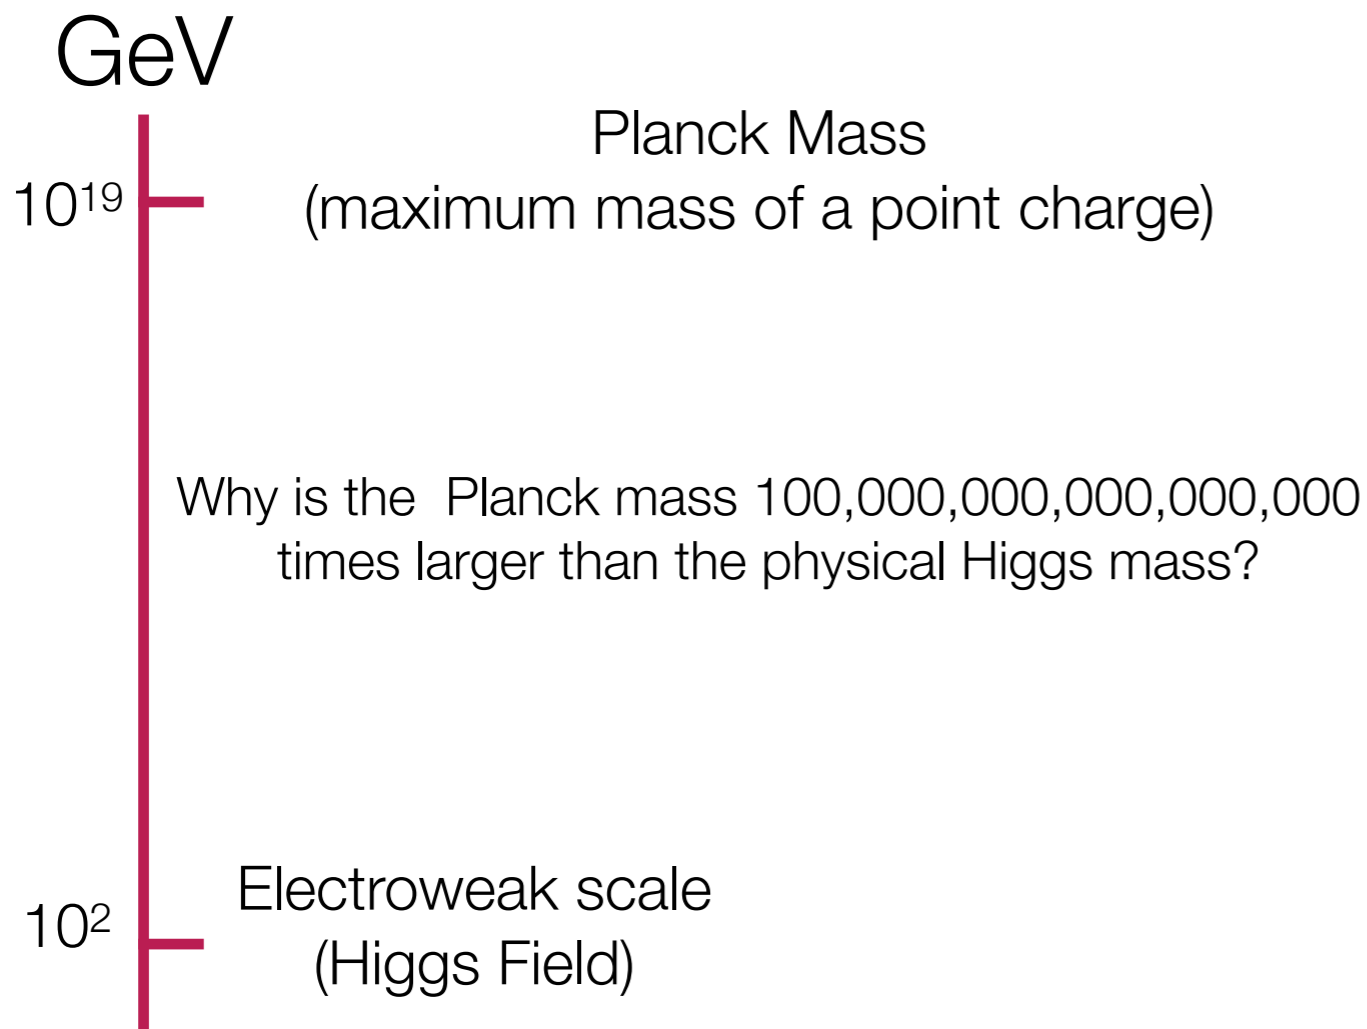 GeV
10¹⁹
Planck Mass
(maximum mass of a point charge)
Why is the  Planck mass 100,000,000,000,000,000
times larger than the physical Higgs mass?
10²
Electroweak scale
(Higgs Field)